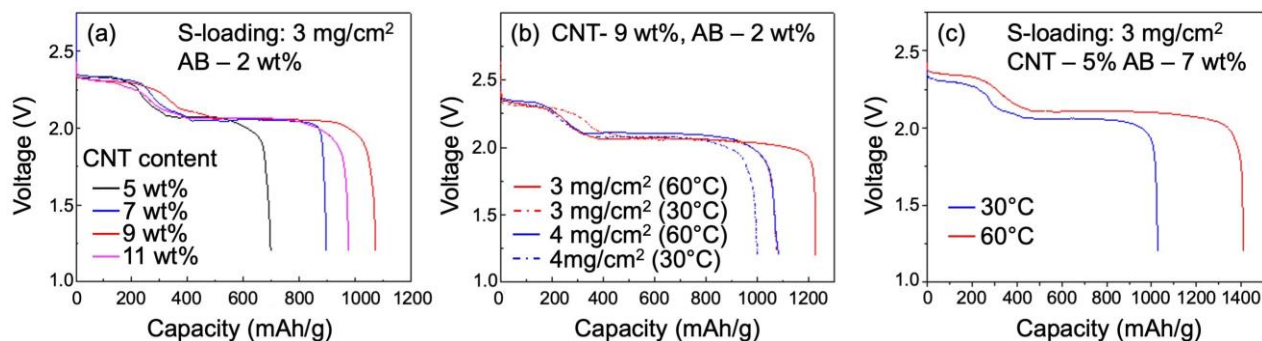 (a)
S-loading: 3 mg/cm²
AB – 2 wt%
2.5
2.0
1.5
1.0
Voltage (V)
CNT content
5 wt%
7 wt%
9 wt%
11 wt%
0 200 400 600 800 1000 1200
Capacity (mAh/g)
(b) CNT- 9 wt%, AB – 2 wt%
2.5
2.0
1.5
1.0
Voltage (V)
3 mg/cm² (60°C)
3 mg/cm² (30°C)
4 mg/cm² (60°C)
4mg/cm² (30°C)
0 200 400 600 800 1000 1200
Capacity (mAh/g)
(c)
S-loading: 3 mg/cm²
CNT – 5% AB – 7 wt%
2.5
2.0
1.5
1.0
Voltage (V)
30°C
60°C
0 200 400 600 800 1000 1200 1400
Capacity (mAh/g)